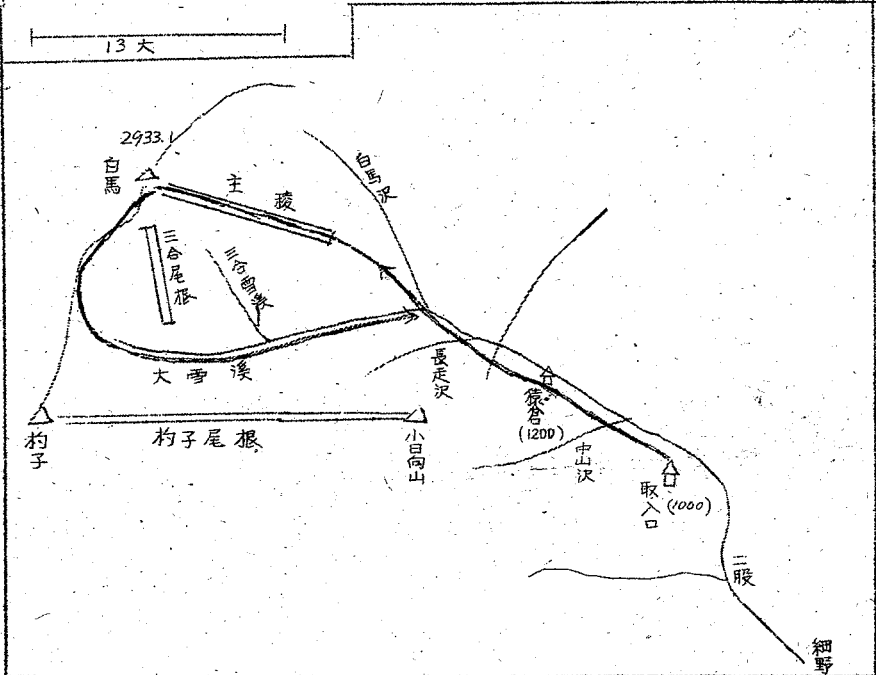 13大
2933.1
白馬
主稜
白馬沢
三合尾根
三合雪渓
大雪渓
長走沢
猿倉
(1200)
中山沢
取入口
(1000)
杓子
杓子尾根
小日向山
二股
細野